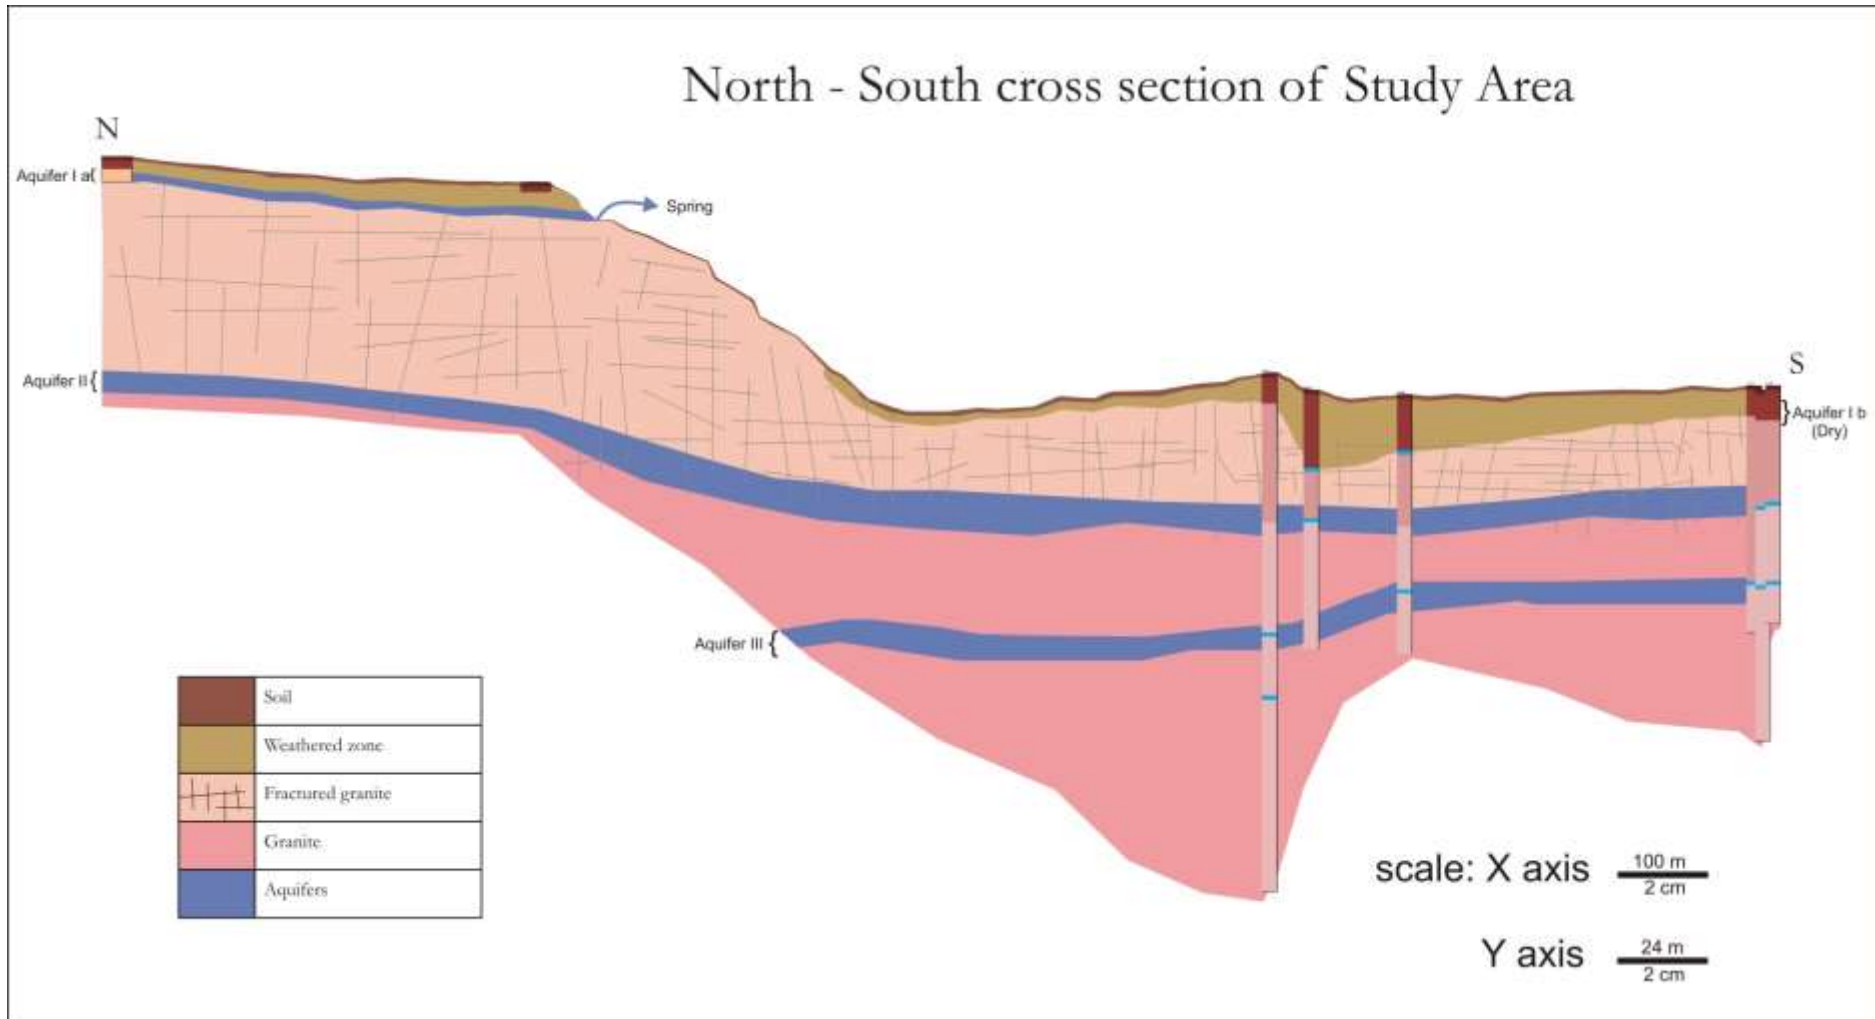 North - South cross section of Study Area
N
Aquifer I a{
Spring
Aquifer II{
S
}Aquifer I b
(Dry)
Aquifer III {
Soil
Weathered zone
Fractured granite
Granite
Aquifers
scale: X axis 100 m
2 cm
Y axis 24 m
2 cm